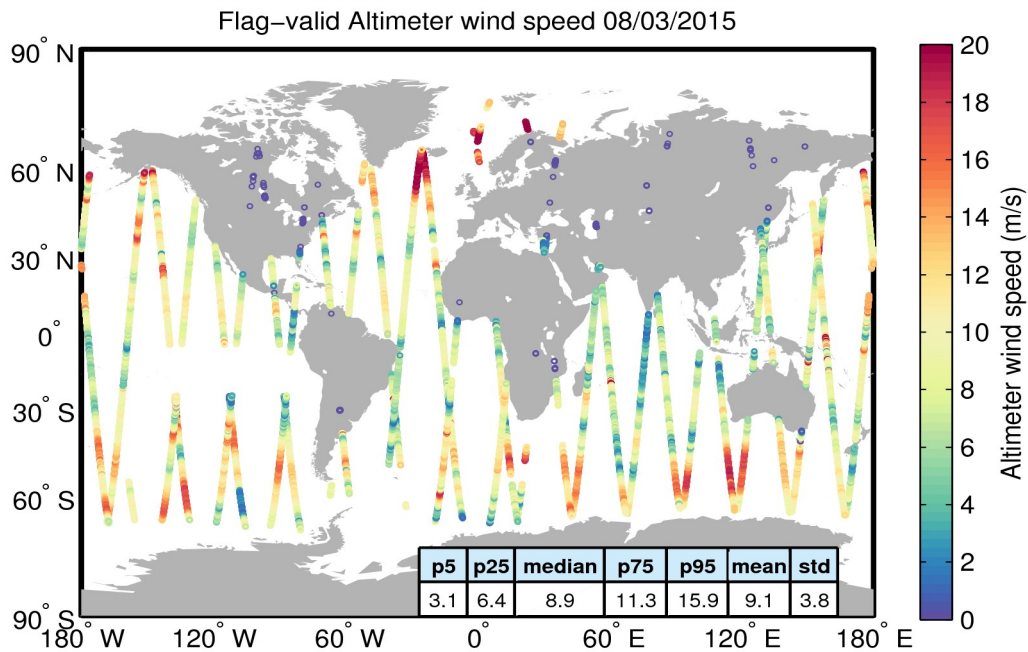 Flag−valid Altimeter wind speed 08/03/2015
90° N
60° N
30° N
0°
30° S
60° S
90° S
180° W
120° W
60° W
0°
60° E
120° E
180° E
p5 p25 median p75 p95 mean std
3.1 6.4 8.9 11.3 15.9 9.1 3.8
20
18
16
14
12
10
8
6
4
2
0
Altimeter wind speed (m/s)